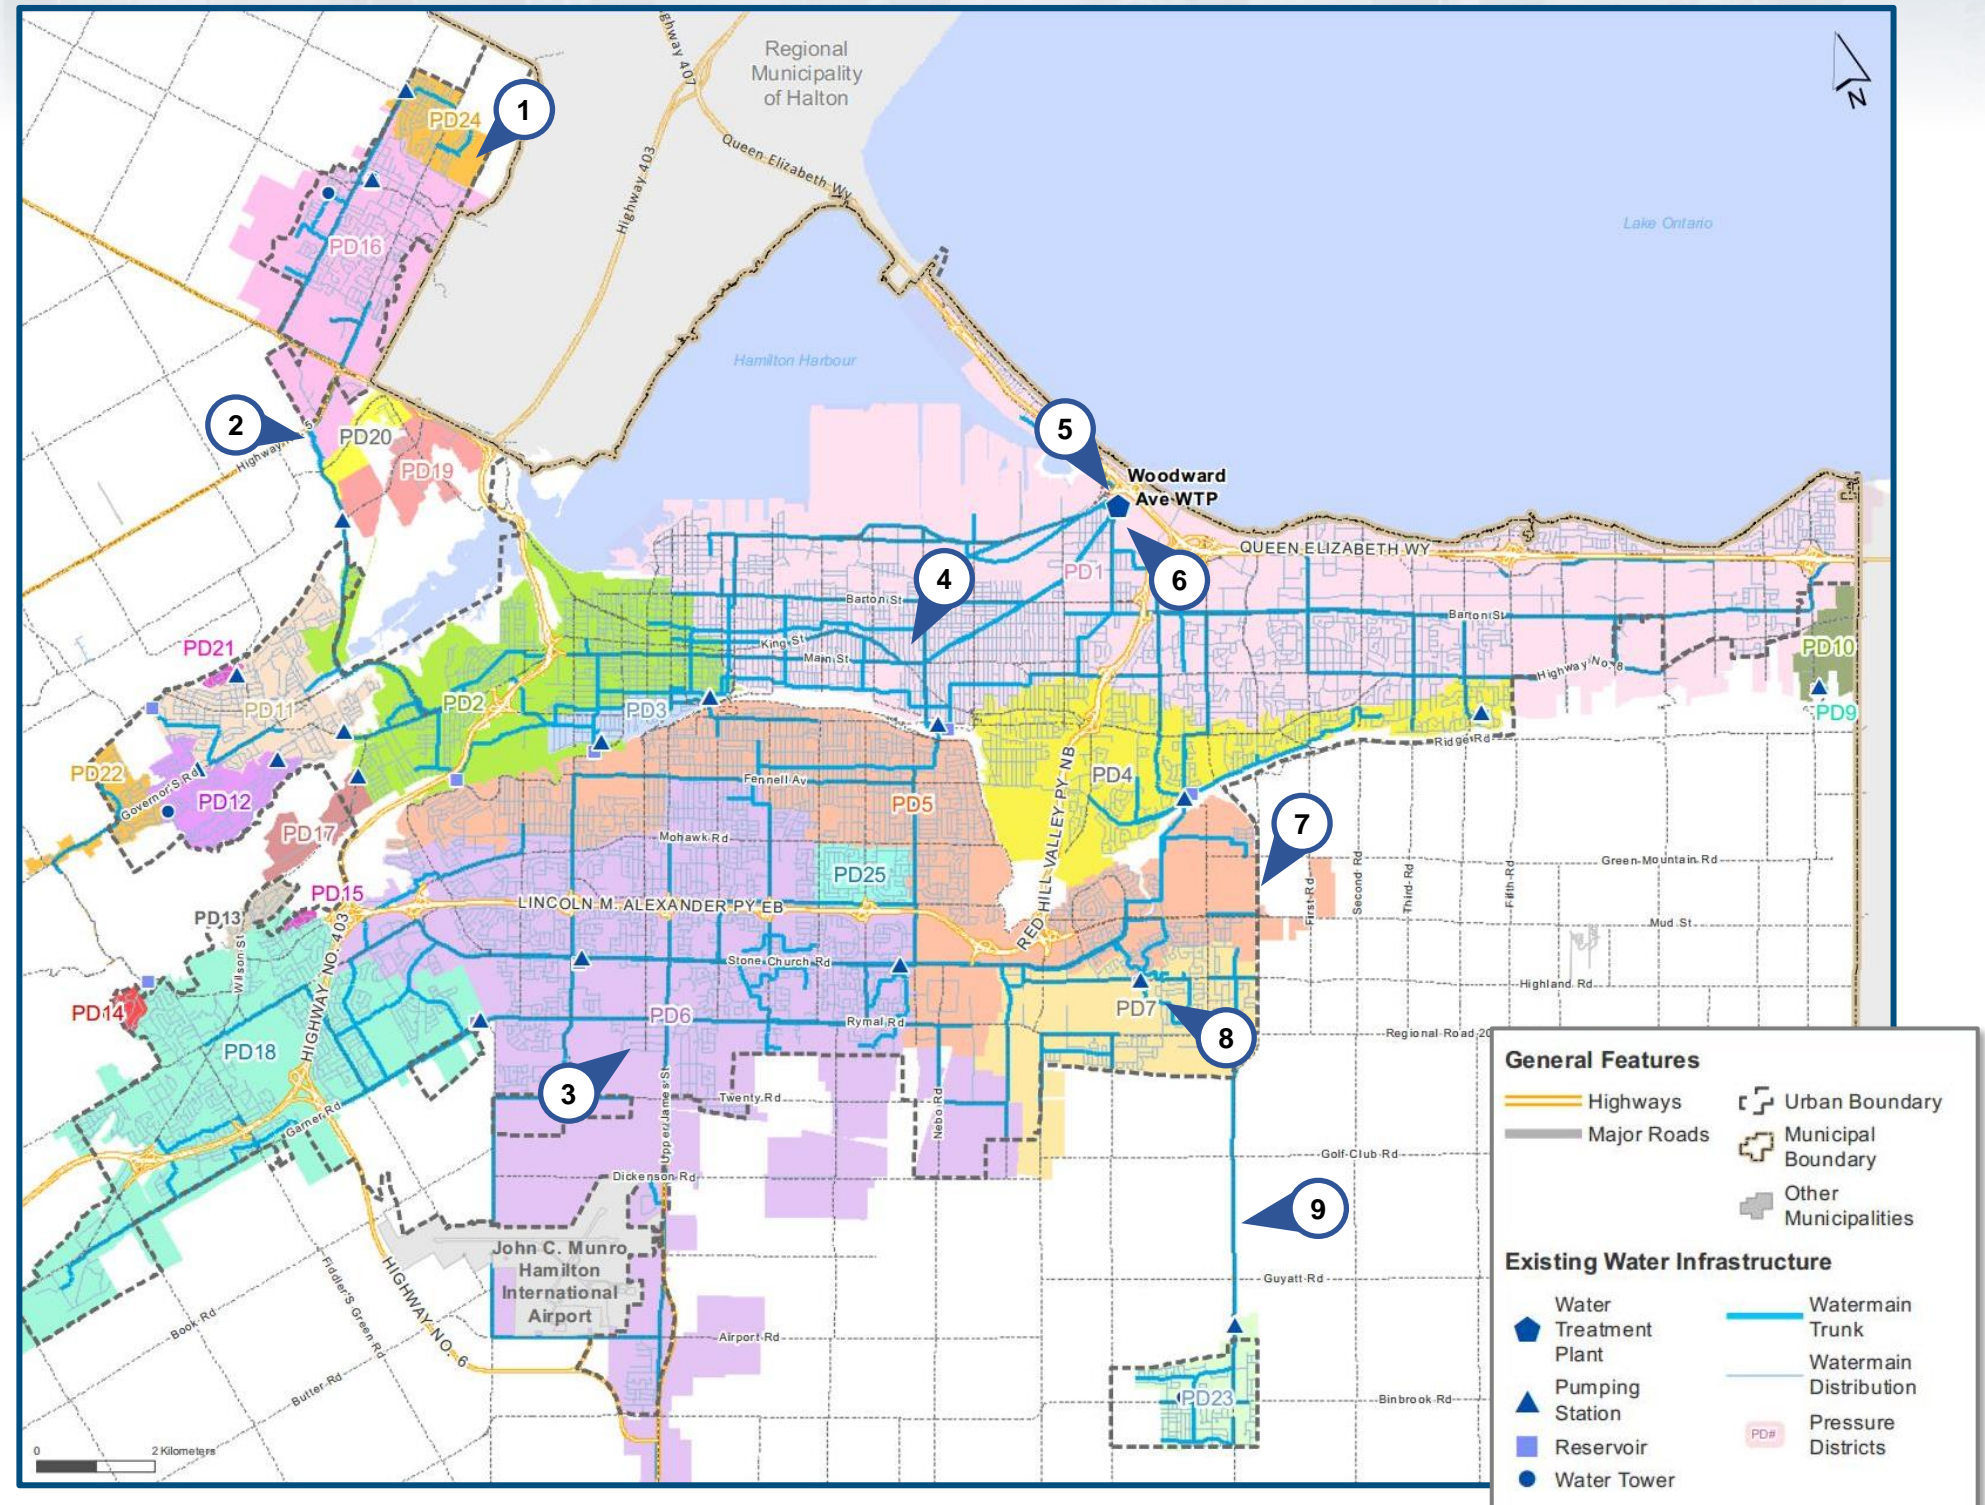 Regional
Municipality
of Halton
Highway 407
Highway 403
Queen Elizabeth Wy
Lake Ontario
N
PD24
1
PD16
Hamilton Harbour
2
Highway
5
PD20
PD19
5
Woodward
Ave WTP
QUEEN ELIZABETH WY
PD1
4
6
Barton St
Barton St
King St
Main St
Highway No. 8
PD10
PD9
PD21
PD11
PD2
PD3
Ridge Rd
PD22
Governor'S Rd
PD12
PD17
Fennell Av
PD5
PD4
Mohawk Rd
RED HILL VALLEY PY NB
7
PD25
Green Mountain Rd
First Rd
Second Rd
Third Rd
Fifth Rd
PD15
PD13
LINCOLN M. ALEXANDER PY EB
Mud St
Wilson St
HIGHWAY NO. 403
Stone Church Rd
Highland Rd
PD14
PD18
PD6
Rymal Rd
PD7
8
Regional Road 20
3
Garner Rd
Upper James St
Twenty Rd
Nebo Rd
Golf Club Rd
Dickenson Rd
9
John C. Munro
Hamilton
International
Airport
Guyatt Rd
HIGHWAY NO. 6
Fiddler'S Green Rd
Book Rd
Airport Rd
Butter Rd
PD23
Binbrook Rd
0
2 Kilometers
General Features
Highways
Major Roads
Urban Boundary
Municipal
Boundary
Other
Municipalities
Existing Water Infrastructure
Water
Treatment
Plant
Pumping
Station
Reservoir
Water Tower
Watermain
Trunk
Watermain
Distribution
PD#
Pressure
Districts